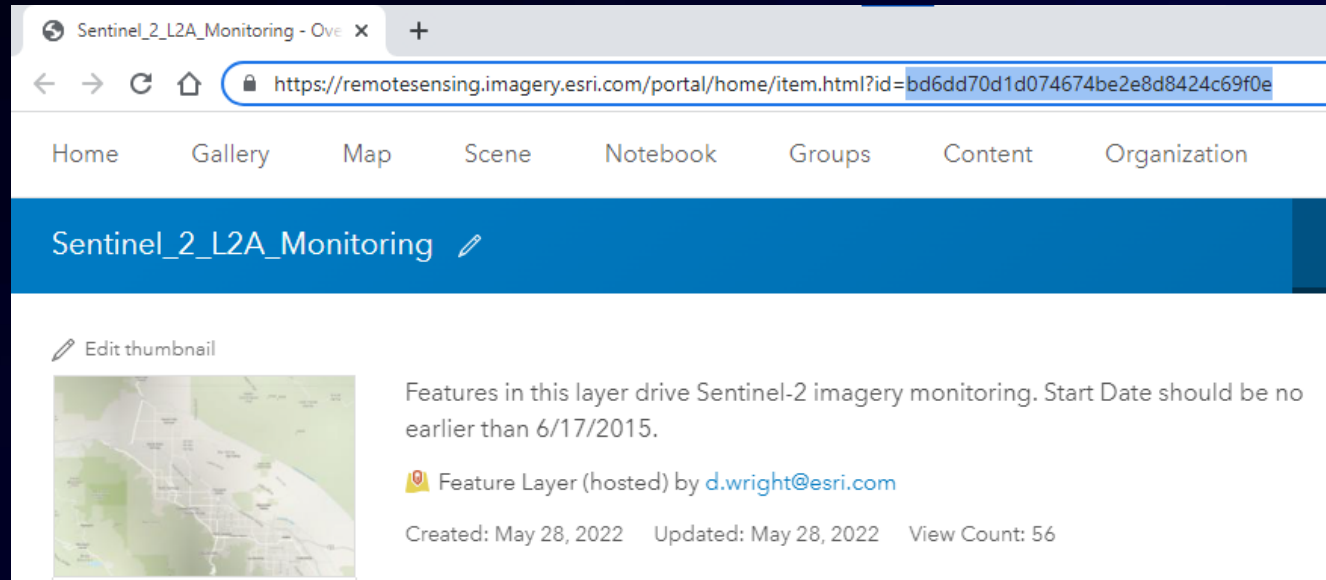 Sentinel_2_L2A_Monitoring - Ove
https://remotesensing.imagery.esri.com/portal/home/item.html?id=bd6dd70d1d074674be2e8d8424c69f0e
Home Gallery Map Scene Notebook Groups Content Organization
Sentinel_2_L2A_Monitoring
Edit thumbnail
Features in this layer drive Sentinel-2 imagery monitoring. Start Date should be no
earlier than 6/17/2015.
Feature Layer (hosted) by d.wright@esri.com
Created: May 28, 2022 Updated: May 28, 2022 View Count: 56